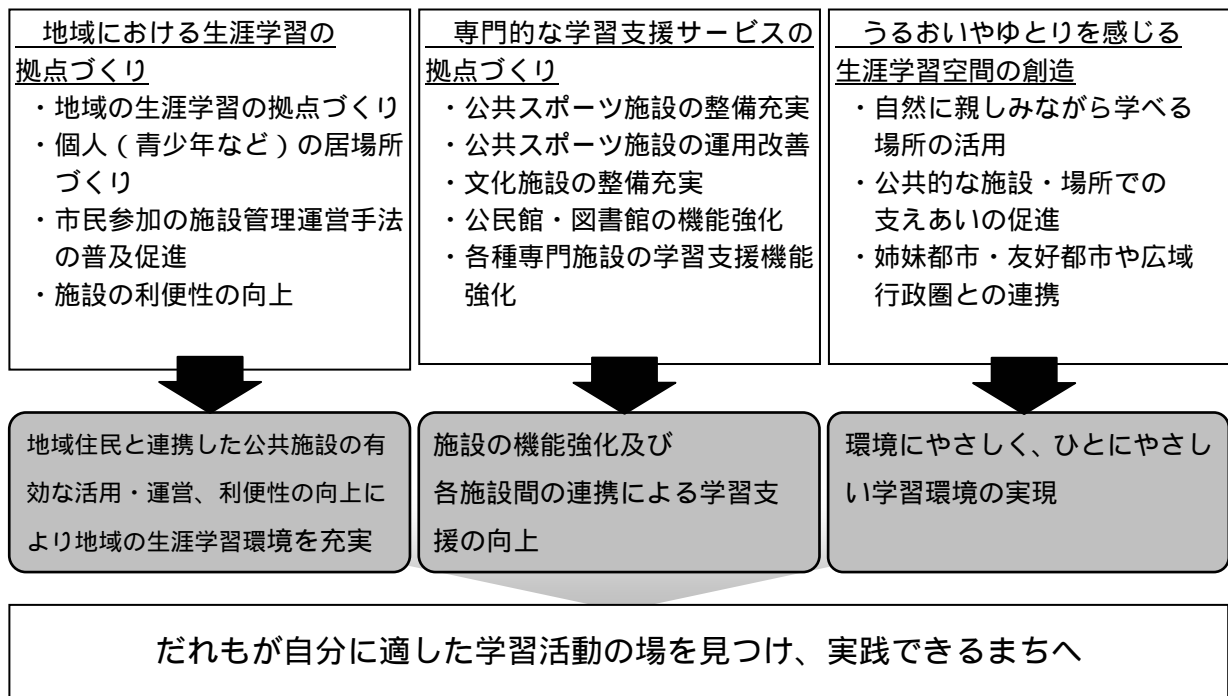 地域における生涯学習の
拠点づくり
・地域の生涯学習の拠点づくり
・個人(青少年など)の居場所
づくり
・市民参加の施設管理運営手法
の普及促進
・施設の利便性の向上
専門的な学習支援サービスの
拠点づくり
・公共スポーツ施設の整備充実
・公共スポーツ施設の運用改善
・文化施設の整備充実
・公民館・図書館の機能強化
・各種専門施設の学習支援機能
強化
うるおいやゆとりを感じる
生涯学習空間の創造
・自然に親しみながら学べる
場所の活用
・公共的な施設・場所での
支えあいの促進
・姉妹都市・友好都市や広域
行政圏との連携
地域住民と連携した公共施設の有
効な活用・運営、利便性の向上に
より地域の生涯学習環境を充実
施設の機能強化及び
各施設間の連携による学習支
援の向上
環境にやさしく、ひとにやさし
い学習環境の実現
だれもが自分に適した学習活動の場を見つけ、実践できるまちへ